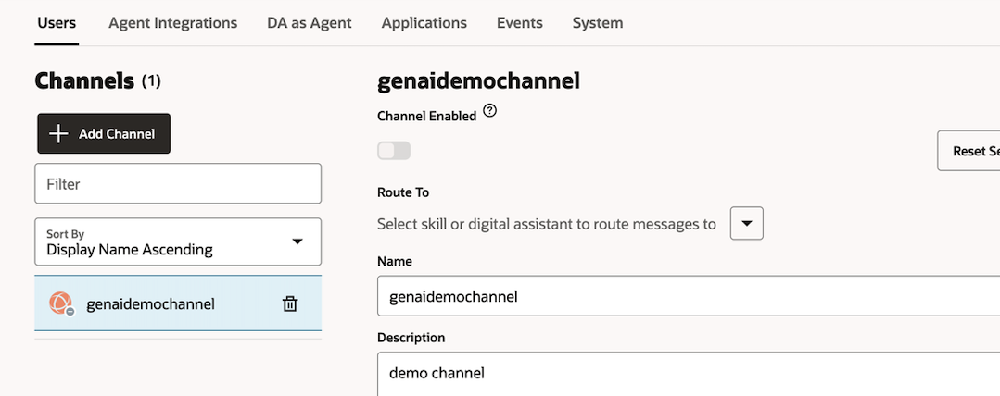 Users Agent Integrations DA as Agent Applications Events System
Channels (1)
Add Channel
Filter
Sort By
Display Name Ascending
genaidemochannel
genaidemochannel
Channel Enabled
Reset Se
Route To
Select skill or digital assistant to route messages to
Name
genaidemochannel
Description
demo channel